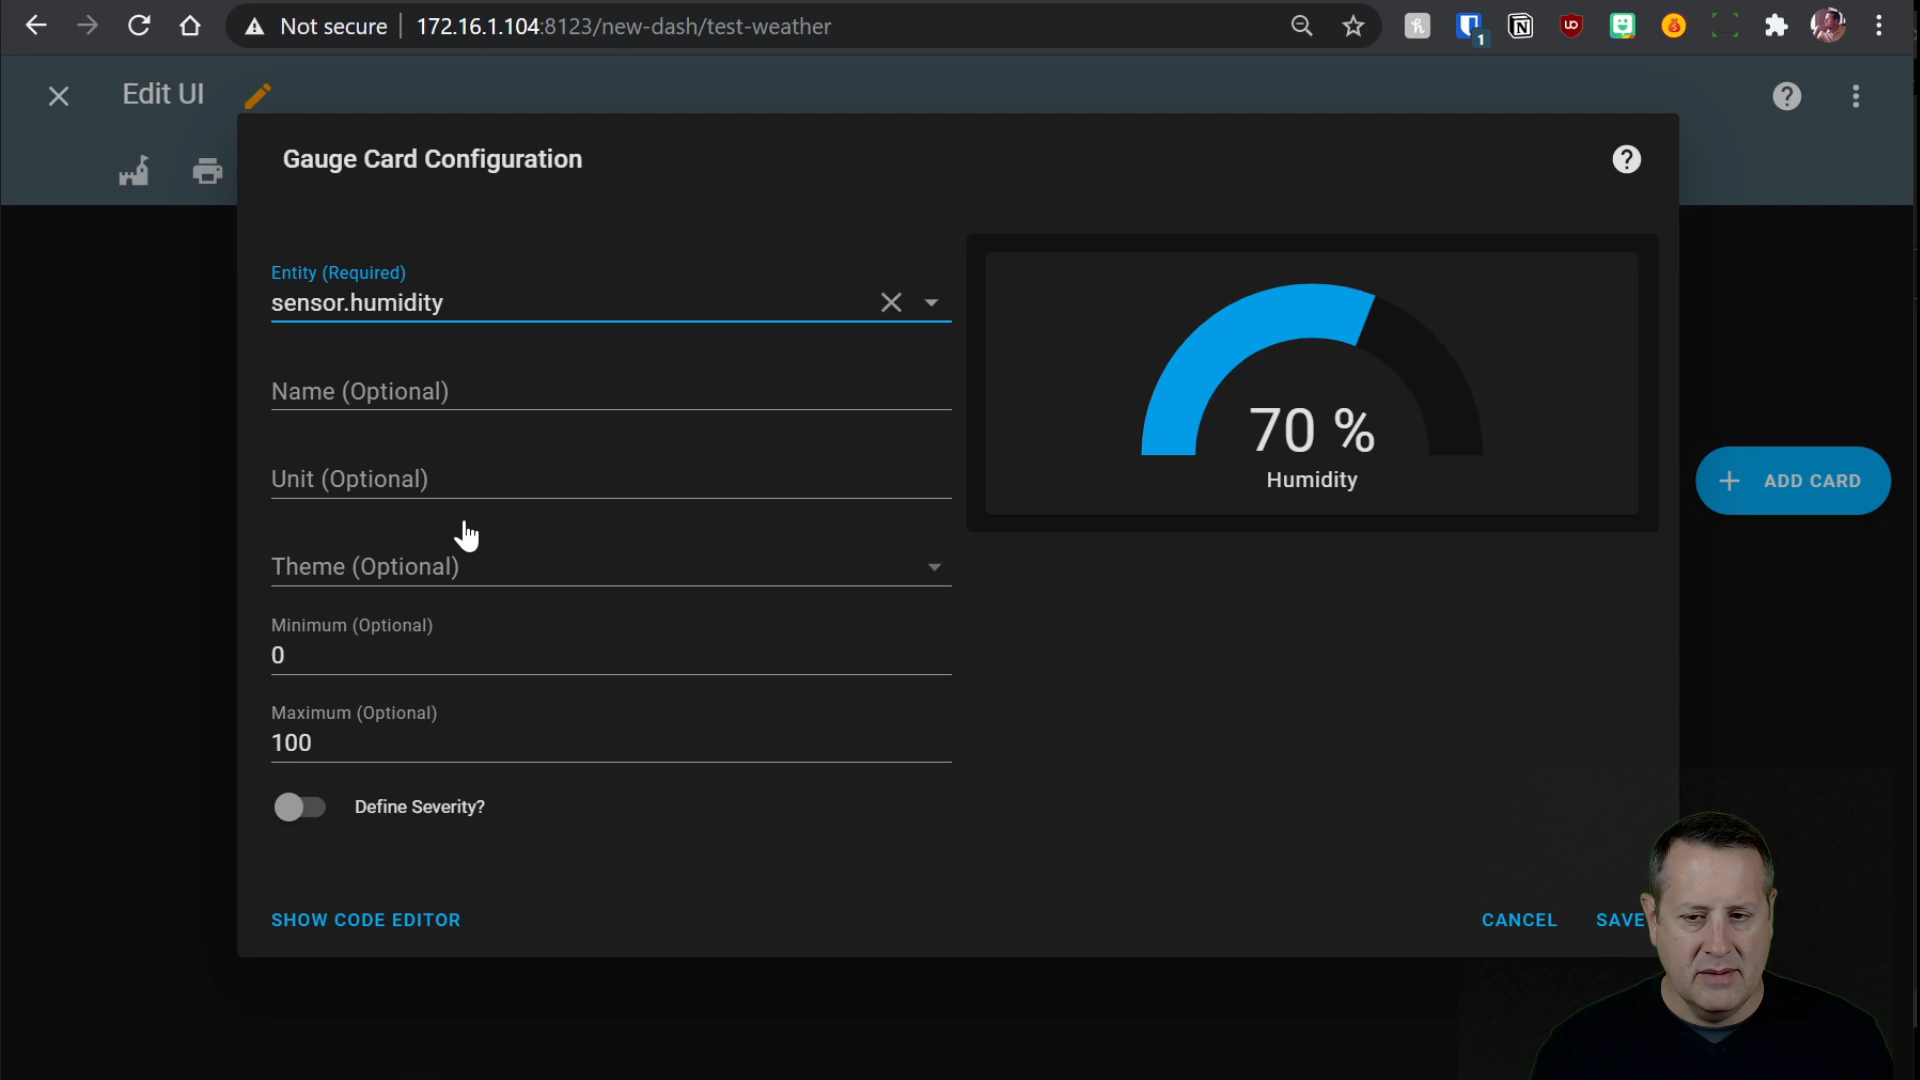 Not secure 172.16.1.104:8123/new-dash/test-weather
1
Edit UI
Gauge Card Configuration
Entity (Required)
sensor.humidity
Name (Optional)
Unit (Optional)
Theme (Optional)
Minimum (Optional)
0
Maximum (Optional)
100
Define Severity?
70 %
Humidity
ADD CARD
SHOW CODE EDITOR
CANCEL
SAVE